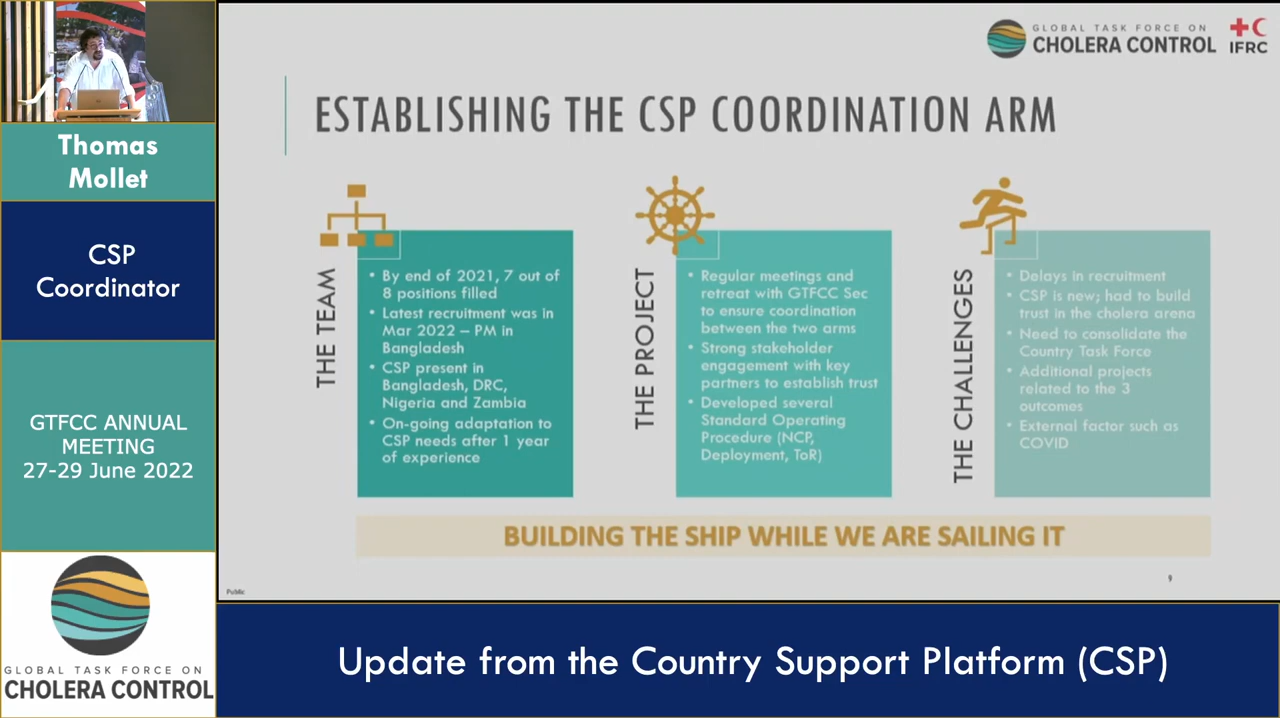 Thomas
Mollet
CSP
Coordinator
GTFCC ANNUAL
MEETING
27-29 June 2022
GLOBAL TASK FORCE ON
CHOLERA CONTROL
GLOBAL TASK FORCE ON
CHOLERA CONTROL
IFRC
ESTABLISHING THE CSP COORDINATION ARM
THE TEAM
• By end of 2021, 7 out of
8 positions filled
• Latest recruitment was in
Mar 2022 – PM in
Bangladesh
• CSP present in
Bangladesh, DRC,
Nigeria and Zambia
• On-going adaptation to
CSP needs after 1 year
of experience
THE PROJECT
• Regular meetings and
retreat with GTFCC Sec
to ensure coordination
between the two arms
• Strong stakeholder
engagement with key
partners to establish trust
• Developed several
Standard Operating
Procedure (NCP,
Deployment, ToR)
THE CHALLENGES
• Delays in recruitment
• CSP is new; had to build
trust in the cholera arena
• Need to consolidate the
Country Task Force
• Additional projects
related to the 3
outcomes
• External factor such as
COVID
BUILDING THE SHIP WHILE WE ARE SAILING IT
Public
9
Update from the Country Support Platform (CSP)